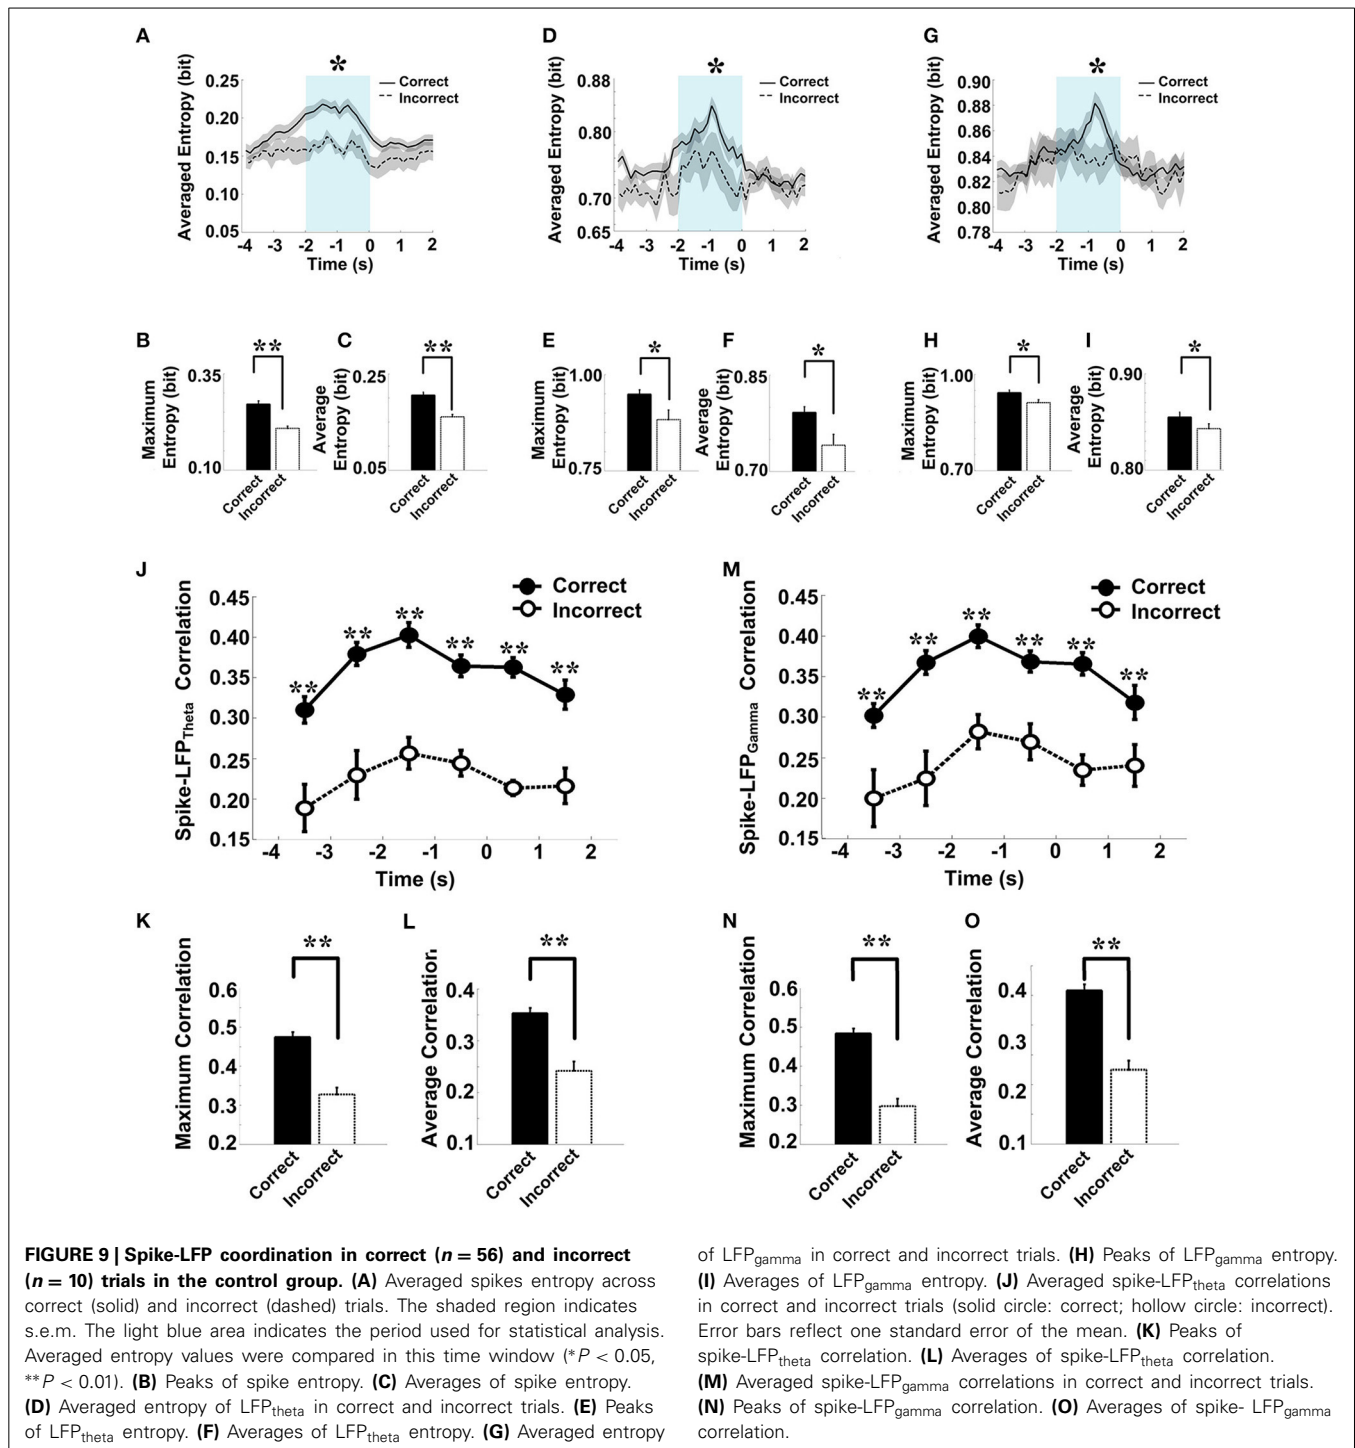 A
Averaged Entropy (bit)
*
Correct
Incorrect
0.25
0.20
0.15
0.10
0.05
-4 -3 -2 -1 0 1 2
Time (s)
D
Averaged Entropy (bit)
*
Correct
Incorrect
0.88
0.80
0.70
0.65
-4 -3 -2 -1 0 1 2
Time (s)
G
Averaged Entropy (bit)
*
Correct
Incorrect
0.90
0.88
0.86
0.84
0.82
0.80
0.78
-4 -3 -2 -1 0 1 2
Time (s)
B
Maximum
Entropy (bit)
**
0.35
0.10
Correct
Incorrect
C
Average
Entropy (bit)
**
0.25
0.05
Correct
Incorrect
E
Maximum
Entropy (bit)
*
1.00
0.75
Correct
Incorrect
F
Average
Entropy (bit)
*
0.85
0.70
Correct
Incorrect
H
Maximum
Entropy (bit)
*
1.00
0.70
Correct
Incorrect
I
Average
Entropy (bit)
*
0.90
0.80
Correct
Incorrect
J
Spike-LFPTheta Correlation
Correct
Incorrect
0.45
0.40
0.35
0.30
0.25
0.20
0.15
** ** ** ** ** **
-4 -3 -2 -1 0 1 2
Time (s)
M
Spike-LFPGamma Correlation
Correct
Incorrect
0.45
0.40
0.35
0.30
0.25
0.20
0.15
** ** ** ** ** **
-4 -3 -2 -1 0 1 2
Time (s)
K
Maximum Correlation
**
0.6
0.5
0.4
0.3
0.2
Correct
Incorrect
L
Average Correlation
**
0.4
0.3
0.2
0.1
Correct
Incorrect
N
Maximum Correlation
**
0.6
0.5
0.4
0.3
0.2
Correct
Incorrect
O
Average Correlation
**
0.4
0.3
0.2
0.1
Correct
Incorrect
FIGURE 9 | Spike-LFP coordination in correct (n = 56) and incorrect
(n = 10) trials in the control group. (A) Averaged spikes entropy across
correct (solid) and incorrect (dashed) trials. The shaded region indicates
s.e.m. The light blue area indicates the period used for statistical analysis.
Averaged entropy values were compared in this time window (*P < 0.05,
**P < 0.01). (B) Peaks of spike entropy. (C) Averages of spike entropy.
(D) Averaged entropy of LFPtheta in correct and incorrect trials. (E) Peaks
of LFPtheta entropy. (F) Averages of LFPtheta entropy. (G) Averaged entropy
of LFPgamma in correct and incorrect trials. (H) Peaks of LFPgamma entropy.
(I) Averages of LFPgamma entropy. (J) Averaged spike-LFPtheta correlations
in correct and incorrect trials (solid circle: correct; hollow circle: incorrect).
Error bars reflect one standard error of the mean. (K) Peaks of
spike-LFPtheta correlation. (L) Averages of spike-LFPtheta correlation.
(M) Averaged spike-LFPgamma correlations in correct and incorrect trials.
(N) Peaks of spike-LFPgamma correlation. (O) Averages of spike- LFPgamma
correlation.